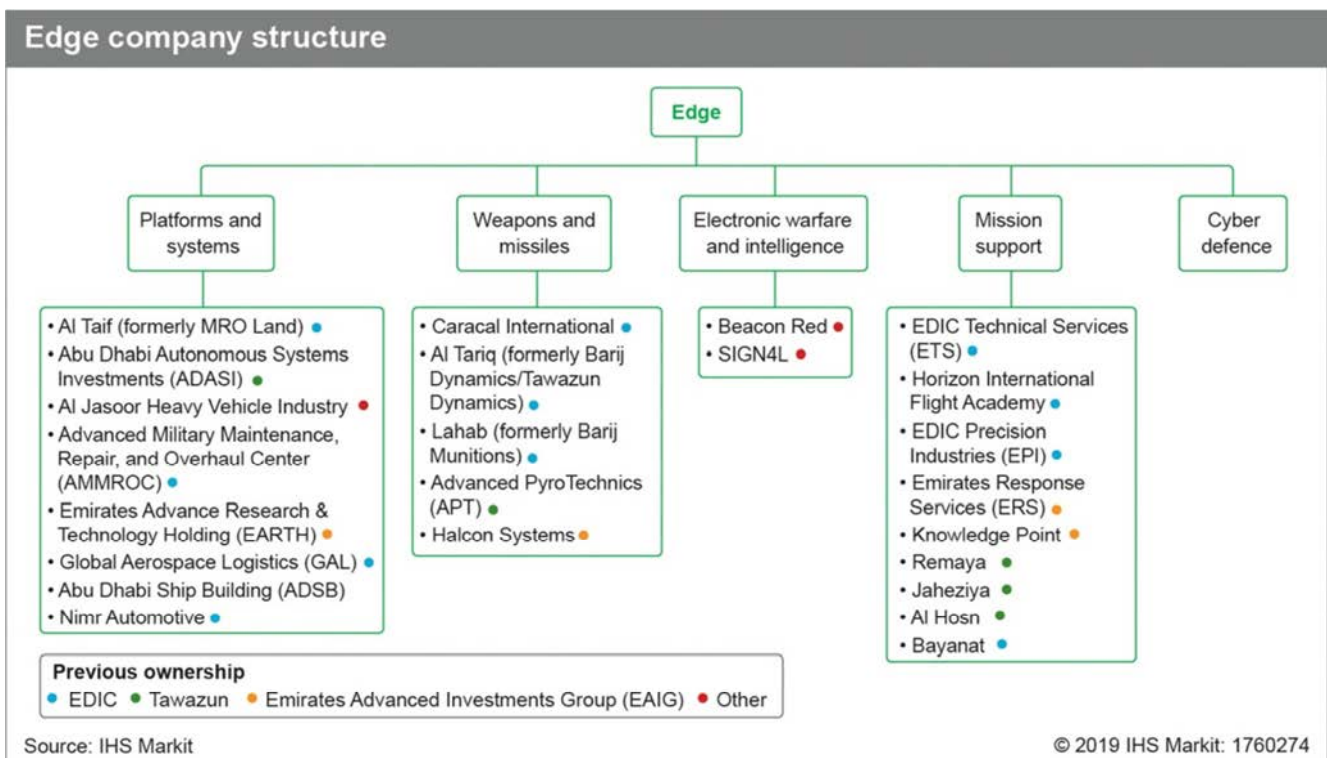 Edge company structure
Edge
Platforms and
systems
Weapons and
missiles
Electronic warfare
and intelligence
Mission
support
Cyber
defence
• Al Taif (formerly MRO Land)
• Abu Dhabi Autonomous Systems
Investments (ADASI)
• Al Jasoor Heavy Vehicle Industry
• Advanced Military Maintenance,
Repair, and Overhaul Center
(AMMROC)
• Emirates Advance Research &
Technology Holding (EARTH)
• Global Aerospace Logistics (GAL)
• Abu Dhabi Ship Building (ADSB)
• Nimr Automotive
• Caracal International
• Al Tariq (formerly Barij
Dynamics/Tawazun
Dynamics)
• Lahab (formerly Barij
Munitions)
• Advanced PyroTechnics
(APT)
• Halcon Systems
• Beacon Red
• SIGN4L
• EDIC Technical Services
(ETS)
• Horizon International
Flight Academy
• EDIC Precision
Industries (EPI)
• Emirates Response
Services (ERS)
• Knowledge Point
• Remaya
• Jaheziya
• Al Hosn
• Bayanat
Previous ownership
• EDIC • Tawazun • Emirates Advanced Investments Group (EAIG) • Other
Source: IHS Markit
© 2019 IHS Markit: 1760274